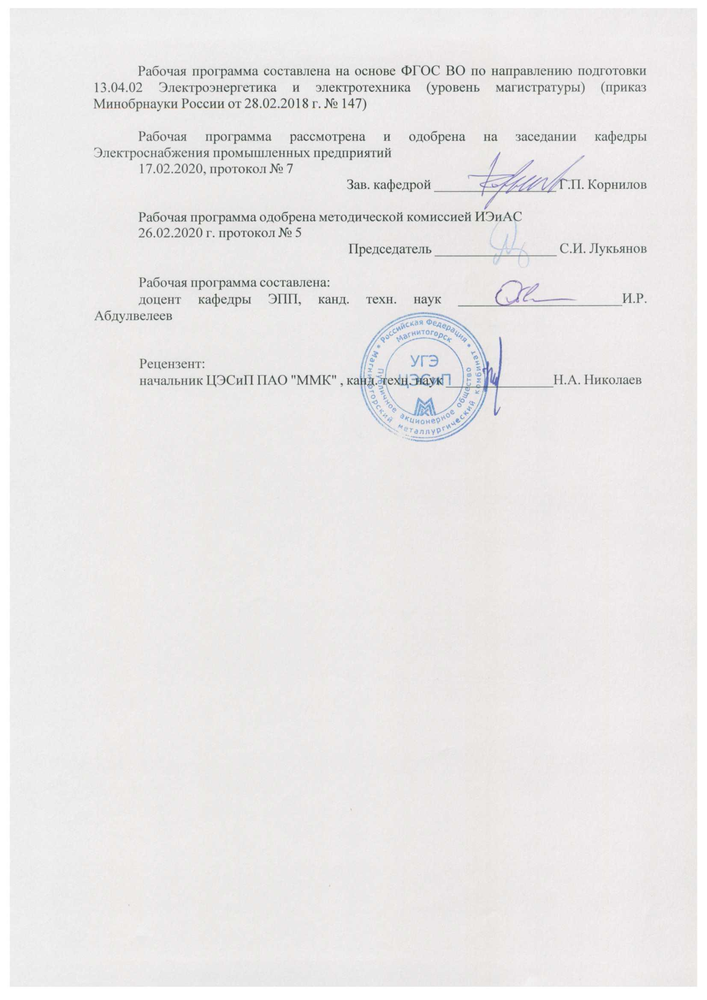 Рабочая программа составлена на основе ФГОС ВО по направлению подготовки
13.04.02 Электроэнергетика и электротехника (уровень магистратуры) (приказ
Минобрнауки России от 28.02.2018 г. № 147)
Рабочая программа рассмотрена и одобрена на заседании кафедры
Электроснабжения промышленных предприятий
17.02.2020, протокол № 7
Зав. кафедрой ____________________Г.П. Корнилов
Рабочая программа одобрена методической комиссией ИЭиАС
26.02.2020 г. протокол № 5
Председатель ____________________ С.И. Лукьянов
Рабочая программа составлена:
доцент кафедры ЭПП, канд. техн. наук ___________________________И.Р.
Абдулвелеев
Рецензент:
начальник ЦЭСиП ПАО "ММК" , канд. техн. наук __________________Н.А. Николаев
Российская Федерация
Магнитогорск
Магнитогорский металлургический комбинат
Публичное акционерное общество
УГЭ
ЦЭСиП